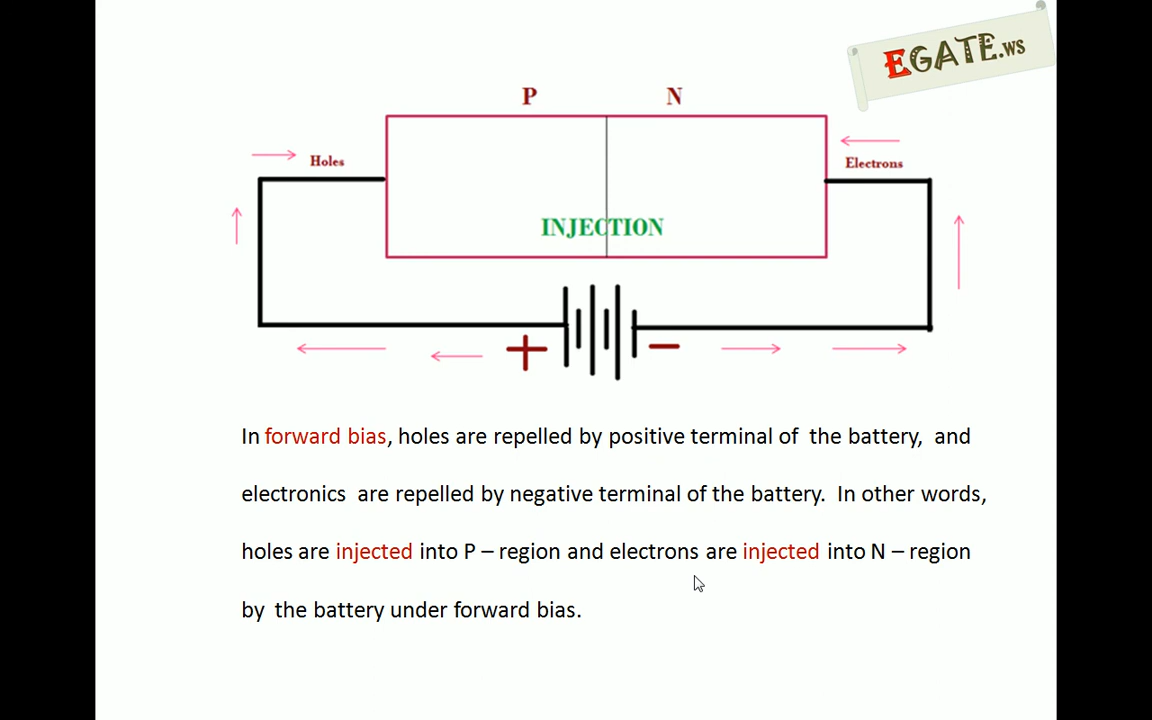 EGATE.ws
P N
Holes
Electrons
INJECTION
+ −
In forward bias, holes are repelled by positive terminal of the battery, and
electronics are repelled by negative terminal of the battery. In other words,
holes are injected into P – region and electrons are injected into N – region
by the battery under forward bias.